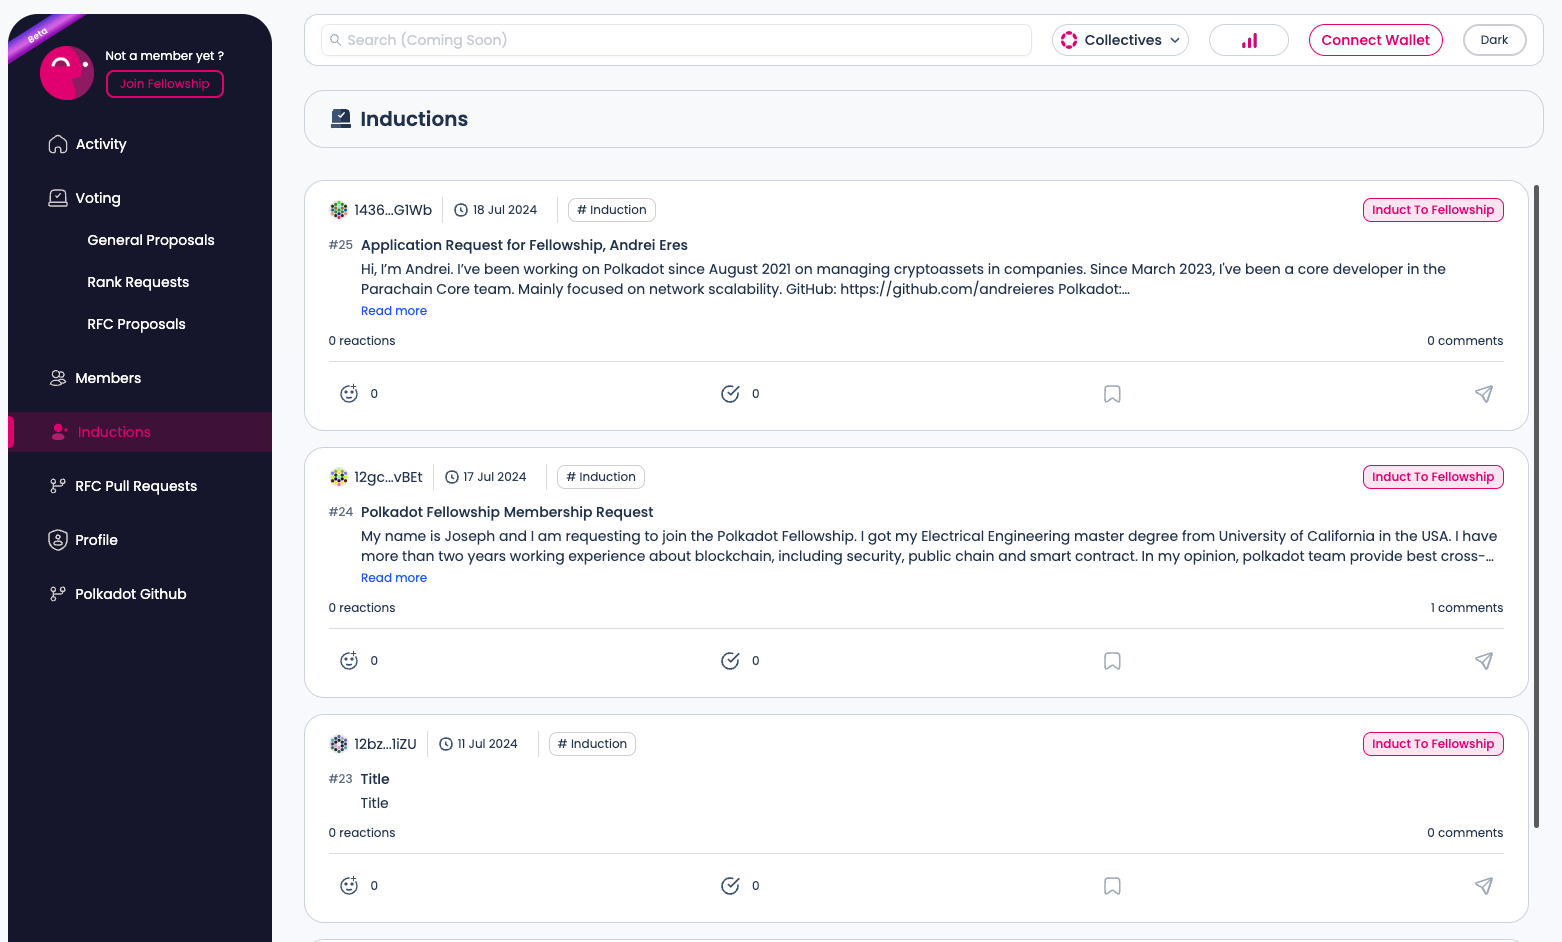 Beta
Not a member yet ?
Join Fellowship
Activity
Voting
General Proposals
Rank Requests
RFC Proposals
Members
Inductions
RFC Pull Requests
Profile
Polkadot Github
Search (Coming Soon)
Collectives
Connect Wallet
Dark
Inductions
1436...G1Wb
18 Jul 2024
# Induction
Induct To Fellowship
#25 Application Request for Fellowship, Andrei Eres
Hi, I’m Andrei. I’ve been working on Polkadot since August 2021 on managing cryptoassets in companies. Since March 2023, I've been a core developer in the
Parachain Core team. Mainly focused on network scalability. GitHub: https://github.com/andreieres Polkadot:...
Read more
0 reactions
0 comments
0
0
12gc...vBEt
17 Jul 2024
# Induction
Induct To Fellowship
#24 Polkadot Fellowship Membership Request
My name is Joseph and I am requesting to join the Polkadot Fellowship. I got my Electrical Engineering master degree from University of California in the USA. I have
more than two years working experience about blockchain, including security, public chain and smart contract. In my opinion, polkadot team provide best cross-...
Read more
0 reactions
1 comments
0
0
12bz...1iZU
11 Jul 2024
# Induction
Induct To Fellowship
#23 Title
Title
0 reactions
0 comments
0
0